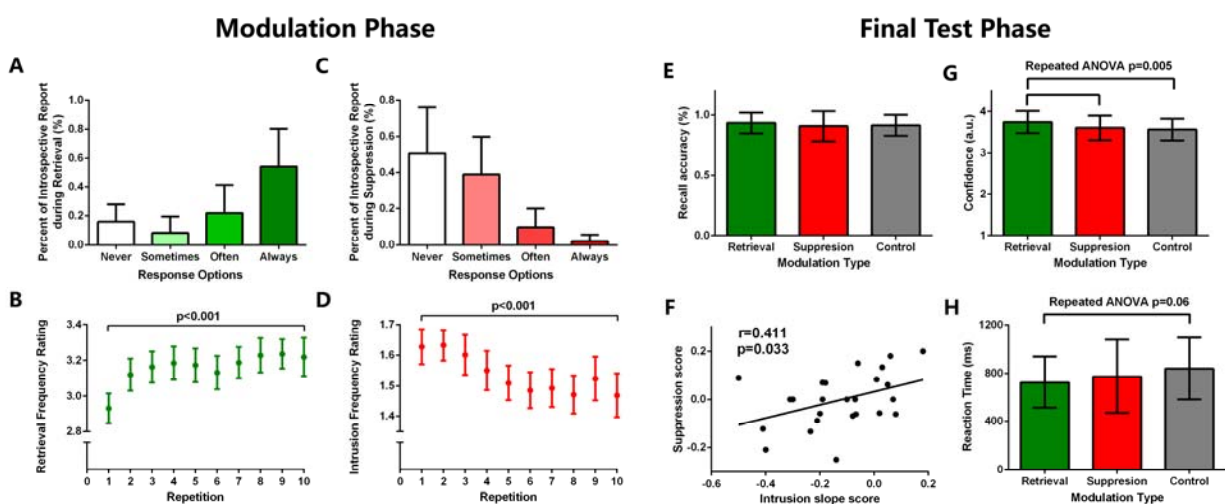 Modulation Phase
Final Test Phase
A
Percent of Introspective Report
during Retrieval (%)
1.0
0.8
0.6
0.4
0.2
0.0
Never Sometimes Often Always
Response Options
C
Percent of Introspective Report
during Suppression (%)
0.8
0.6
0.4
0.2
0.0
Never Sometimes Often Always
Response Options
E
Recall accuracy (%)
1.0
0.5
0.0
Retrieval Suppresion Control
Modulation Type
G
Repeated ANOVA p=0.005
Confidence (a.u.)
4
3
2
1
Retrieval Suppresion Control
Modulation Type
B
p<0.001
Retrieval Frequency Rating
3.4
3.2
3.0
2.8
0 1 2 3 4 5 6 7 8 9 10
Repetition
D
p<0.001
Intrusion Frequency Rating
1.7
1.6
1.5
1.4
0 1 2 3 4 5 6 7 8 9 10
Repetition
F
r=0.411
p=0.033
Suppression score
0.2
0.0
-0.2
-0.6 -0.4 -0.2 0.0 0.2
Intrusion slope score
H
Repeated ANOVA p=0.06
Reaction Time (ms)
1200
800
400
0
Retrieval Suppresion Control
Modulation Type